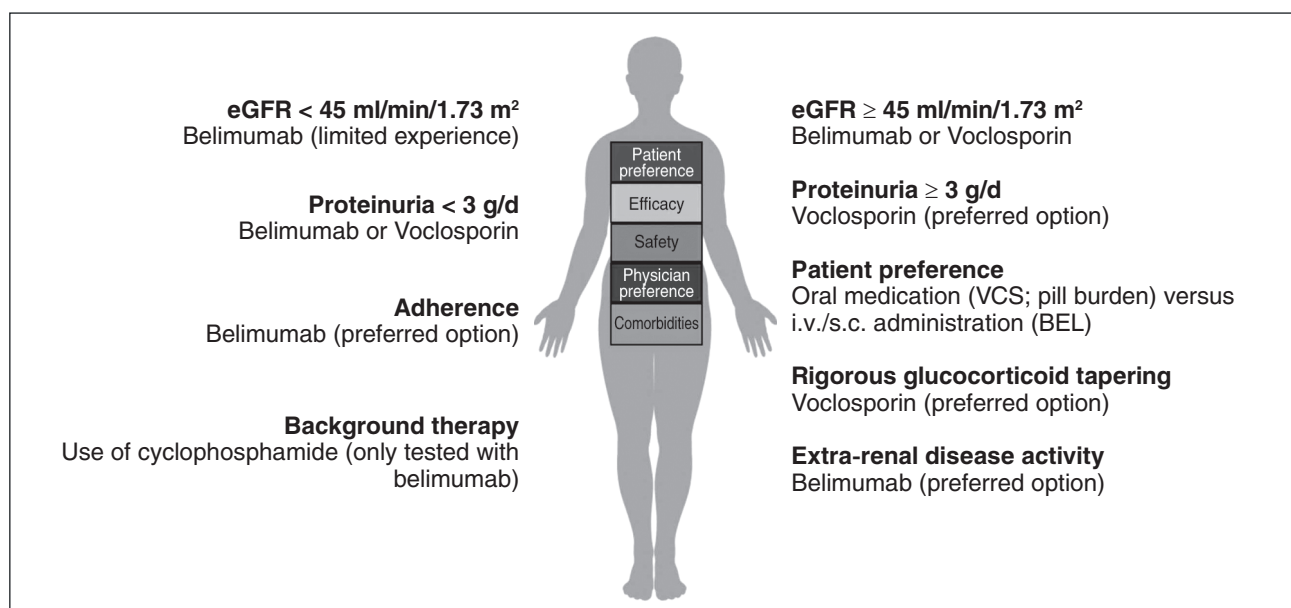 eGFR < 45 ml/min/1.73 m²
Belimumab (limited experience)
Proteinuria < 3 g/d
Belimumab or Voclosporin
Adherence
Belimumab (preferred option)
Background therapy
Use of cyclophosphamide (only tested with
belimumab)
Patient
preference
Efficacy
Safety
Physician
preference
Comorbidities
eGFR ≥ 45 ml/min/1.73 m²
Belimumab or Voclosporin
Proteinuria ≥ 3 g/d
Voclosporin (preferred option)
Patient preference
Oral medication (VCS; pill burden) versus
i.v./s.c. administration (BEL)
Rigorous glucocorticoid tapering
Voclosporin (preferred option)
Extra-renal disease activity
Belimumab (preferred option)